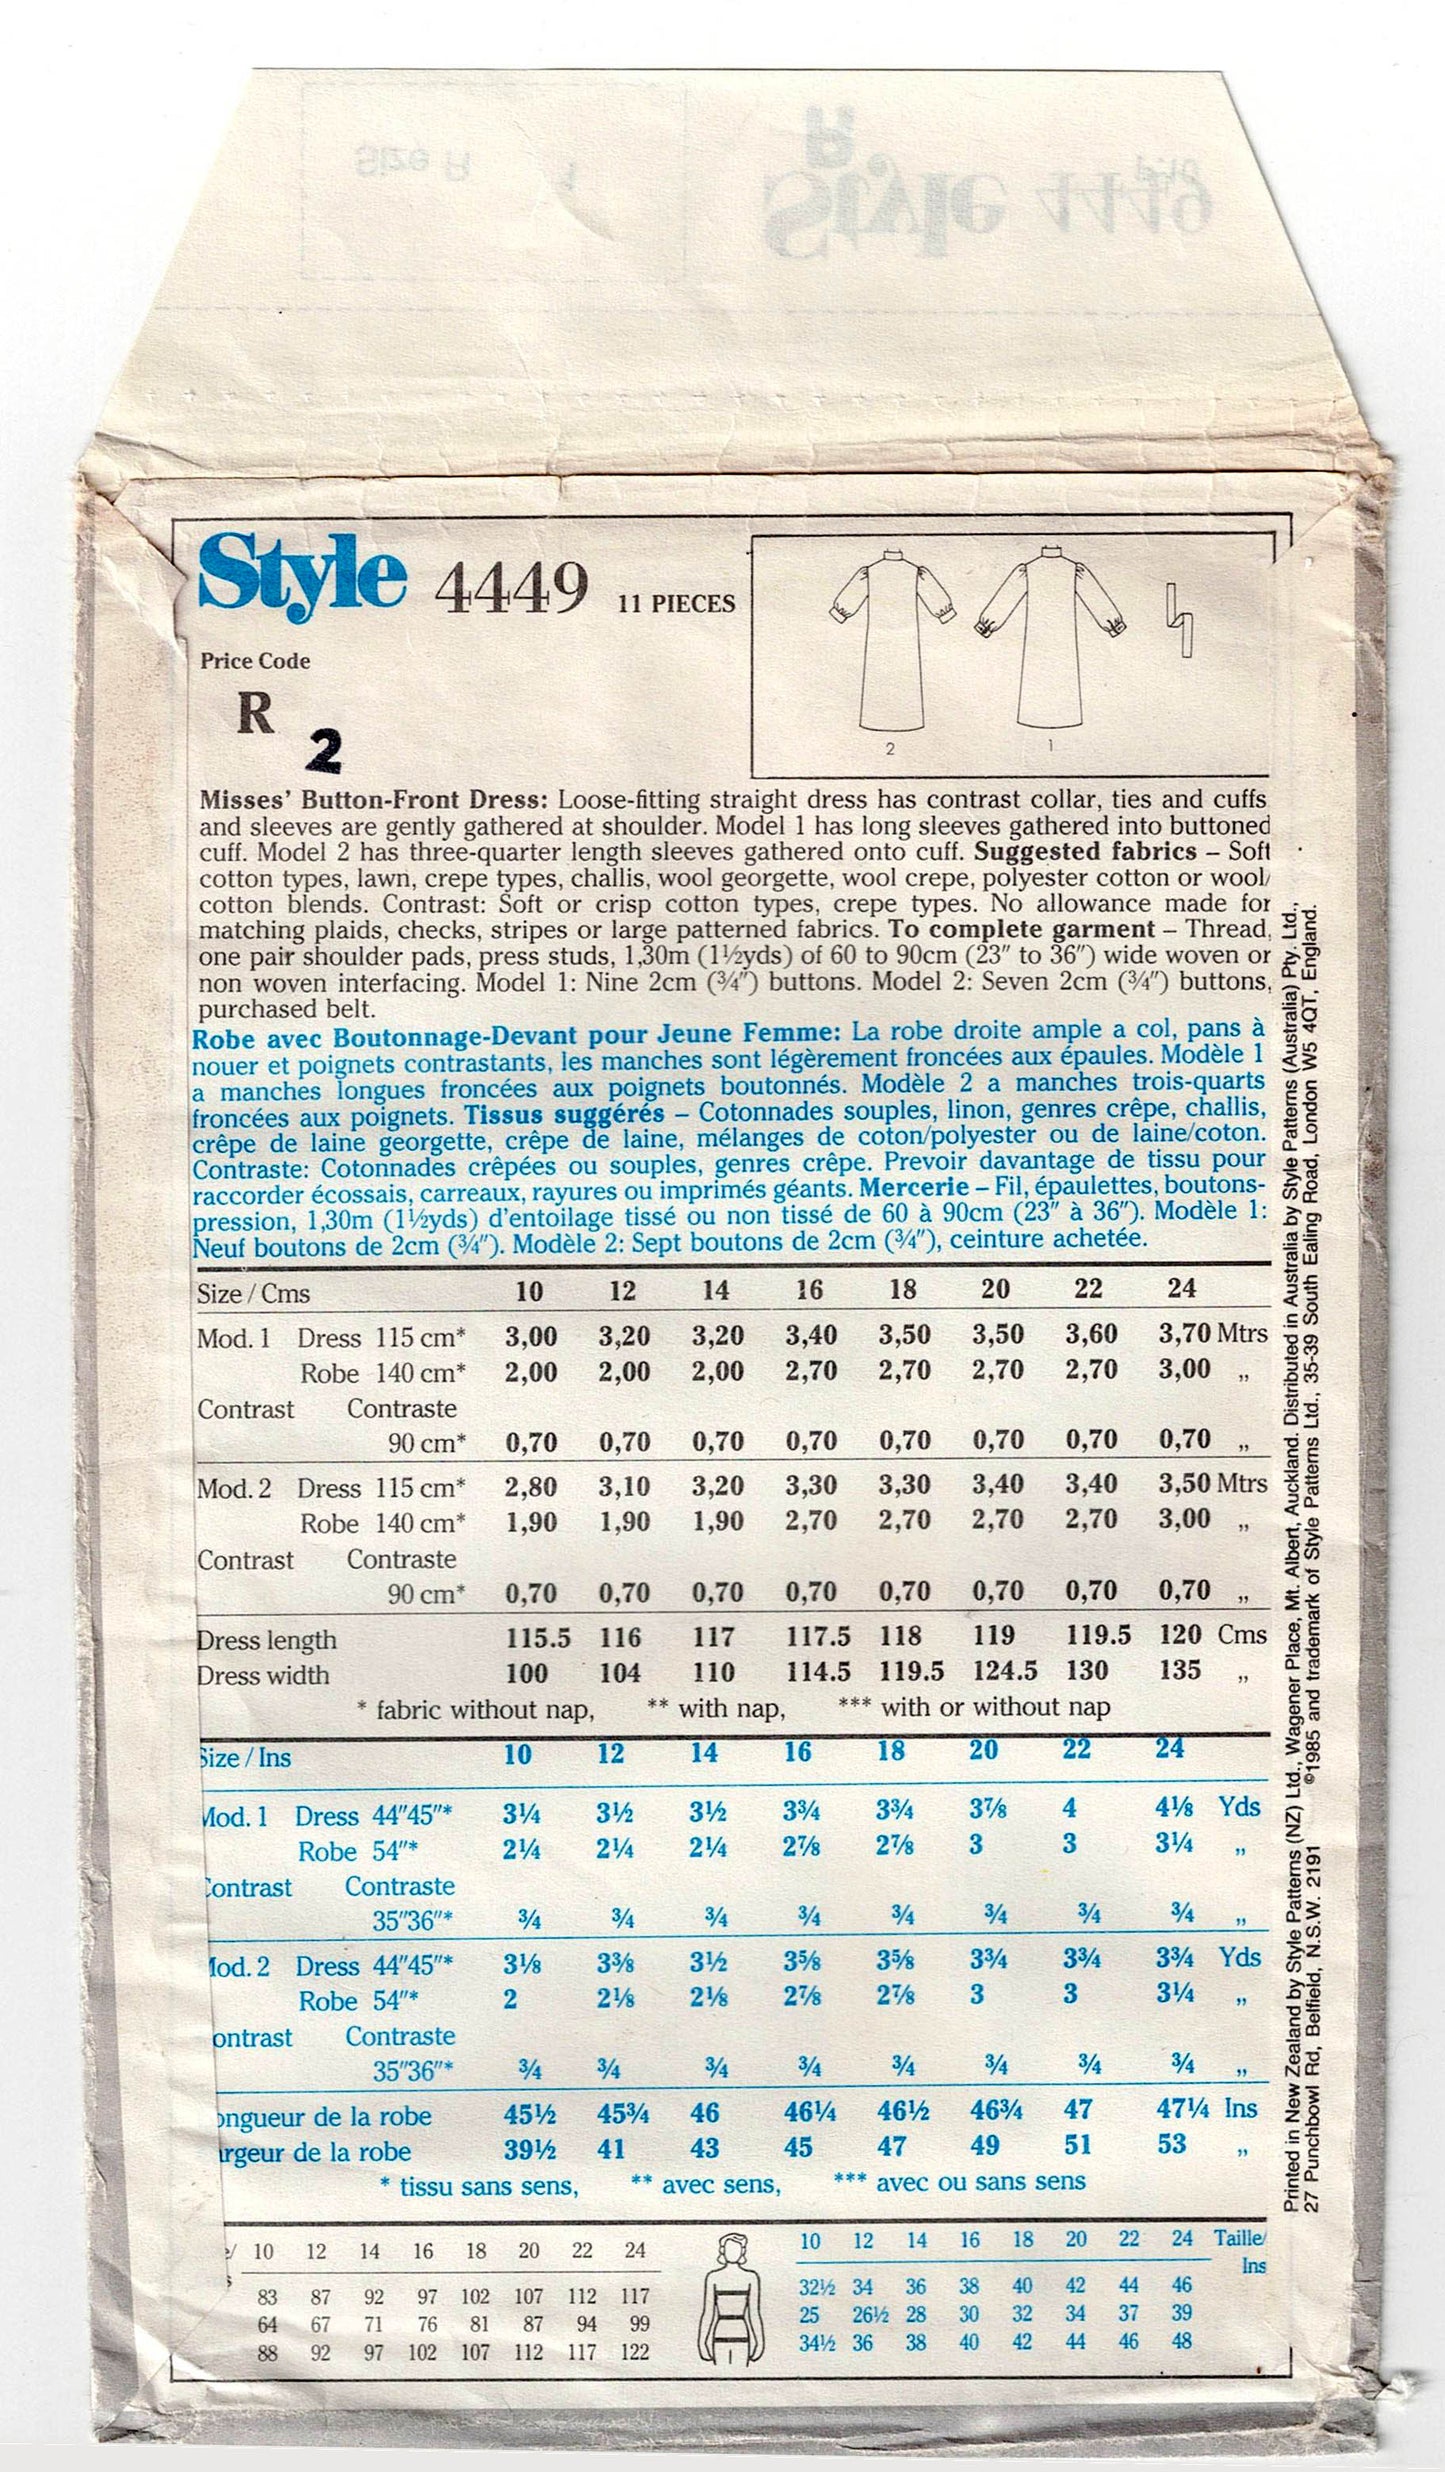 Size R
R
Style 4449
Style 4449 11 PIECES
Price Code
R
2
2 1
Misses' Button-Front Dress: Loose-fitting straight dress has contrast collar, ties and cuffs
and sleeves are gently gathered at shoulder. Model 1 has long sleeves gathered into buttoned
cuff. Model 2 has three-quarter length sleeves gathered onto cuff. Suggested fabrics – Soft
cotton types, lawn, crepe types, challis, wool georgette, wool crepe, polyester cotton or wool/
cotton blends. Contrast: Soft or crisp cotton types, crepe types. No allowance made for
matching plaids, checks, stripes or large patterned fabrics. To complete garment – Thread,
one pair shoulder pads, press studs, 1,30m (1½yds) of 60 to 90cm (23″ to 36″) wide woven or
non woven interfacing. Model 1: Nine 2cm (¾″) buttons. Model 2: Seven 2cm (¾″) buttons,
purchased belt.
Robe avec Boutonnage-Devant pour Jeune Femme: La robe droite ample a col, pans à
nouer et poignets contrastants, les manches sont légèrement froncées aux épaules. Modèle 1
a manches longues froncées aux poignets boutonnés. Modèle 2 a manches trois-quarts
froncées aux poignets. Tissus suggérés – Cotonnades souples, linon, genres crêpe, challis,
crêpe de laine georgette, crêpe de laine, mélanges de coton/polyester ou de laine/coton.
Contraste: Cotonnades crêpées ou souples, genres crêpe. Prevoir davantage de tissu pour
raccorder écossais, carreaux, rayures ou imprimés géants. Mercerie – Fil, épaulettes, boutons-
pression, 1,30m (1½yds) d'entoilage tissé ou non tissé de 60 à 90cm (23″ à 36″). Modèle 1:
Neuf boutons de 2cm (¾″). Modèle 2: Sept boutons de 2cm (¾″), ceinture achetée.
Size / Cms 10 12 14 16 18 20 22 24
Mod. 1 Dress 115 cm* 3,00 3,20 3,20 3,40 3,50 3,50 3,60 3,70 Mtrs
Robe 140 cm* 2,00 2,00 2,00 2,70 2,70 2,70 2,70 3,00 „
Contrast Contraste
90 cm* 0,70 0,70 0,70 0,70 0,70 0,70 0,70 0,70 „
Mod. 2 Dress 115 cm* 2,80 3,10 3,20 3,30 3,30 3,40 3,40 3,50 Mtrs
Robe 140 cm* 1,90 1,90 1,90 2,70 2,70 2,70 2,70 3,00 „
Contrast Contraste
90 cm* 0,70 0,70 0,70 0,70 0,70 0,70 0,70 0,70 „
Dress length 115.5 116 117 117.5 118 119 119.5 120 Cms
Dress width 100 104 110 114.5 119.5 124.5 130 135 „
* fabric without nap, ** with nap, *** with or without nap
Size / Ins 10 12 14 16 18 20 22 24
Mod. 1 Dress 44″45″* 3¼ 3½ 3½ 3¾ 3¾ 3⅞ 4 4⅛ Yds
Robe 54″* 2¼ 2¼ 2¼ 2⅞ 2⅞ 3 3 3¼ „
Contrast Contraste
35″36″* ¾ ¾ ¾ ¾ ¾ ¾ ¾ ¾ „
Mod. 2 Dress 44″45″* 3⅛ 3⅜ 3½ 3⅝ 3⅝ 3¾ 3¾ 3¾ Yds
Robe 54″* 2 2⅛ 2⅛ 2⅞ 2⅞ 3 3 3¼ „
ontrast Contraste
35″36″* ¾ ¾ ¾ ¾ ¾ ¾ ¾ ¾ „
ongueur de la robe 45½ 45¾ 46 46¼ 46½ 46¾ 47 47¼ Ins
argeur de la robe 39½ 41 43 45 47 49 51 53 „
* tissu sans sens, ** avec sens, *** avec ou sans sens
10 12 14 16 18 20 22 24
83 87 92 97 102 107 112 117
64 67 71 76 81 87 94 99
88 92 97 102 107 112 117 122
10 12 14 16 18 20 22 24 Taille/
Ins
32½ 34 36 38 40 42 44 46
25 26½ 28 30 32 34 37 39
34½ 36 38 40 42 44 46 48
Printed in New Zealand by Style Patterns (NZ) Ltd., Wagener Place, Mt. Albert, Auckland. Distributed in Australia by Style Patterns (Australia) Pty. Ltd.,
27 Punchbowl Rd, Belfield, N.S.W. 2191 ©1985 and trademark of Style Patterns Ltd., 35-39 South Ealing Road, London W5 4QT, England.